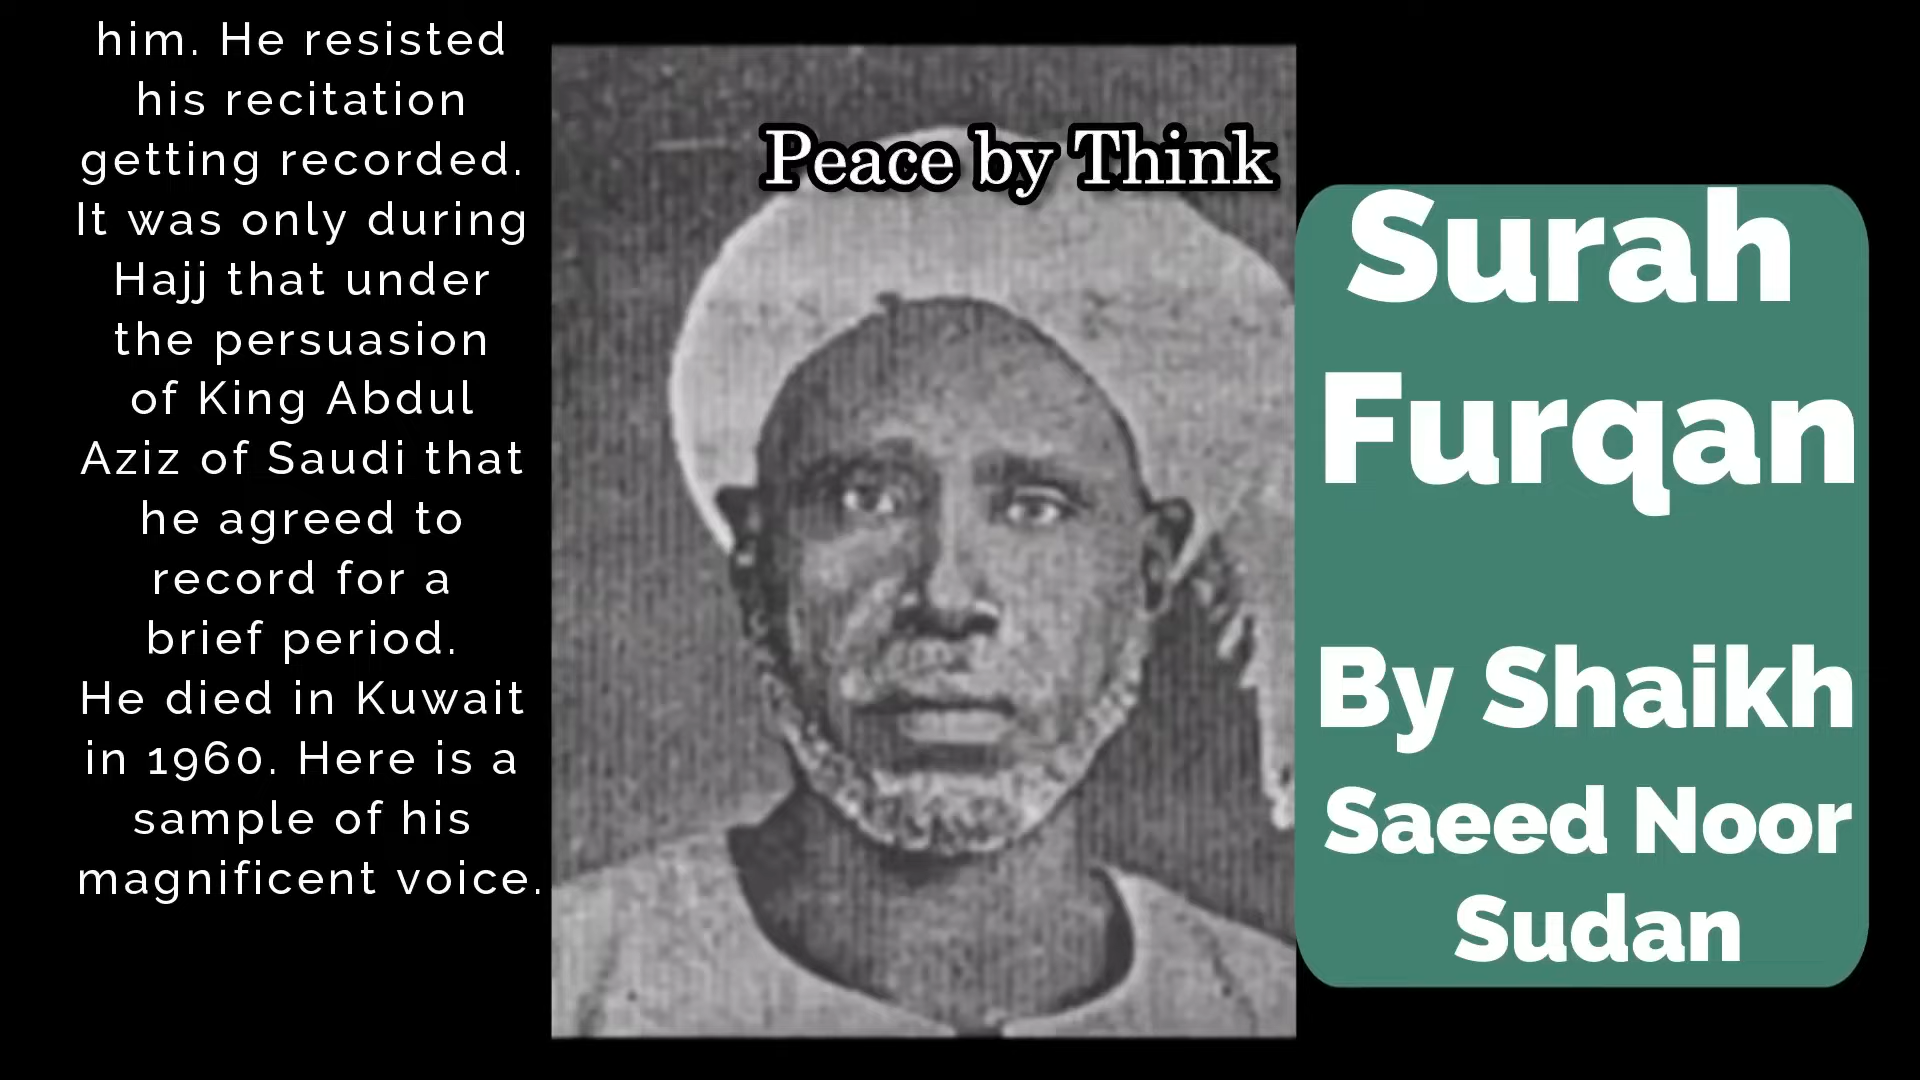 him. He resisted
his recitation
getting recorded.
It was only during
Hajj that under
the persuasion
of King Abdul
Aziz of Saudi that
he agreed to
record for a
brief period.
He died in Kuwait
in 1960. Here is a
sample of his
magnificent voice.
Peace by Think
Surah
Furqan
By Shaikh
Saeed Noor
Sudan